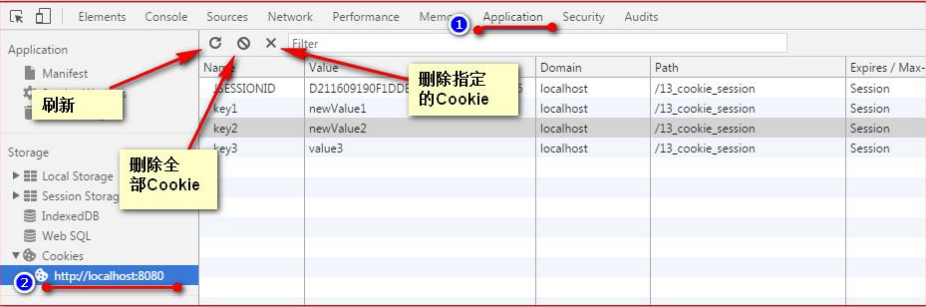 Elements Console Sources Network Performance Mem Application Security Audits
1
Application
Filter
Manifest
刷新
Name Value Domain Path Expires / Max-
删除指定
的Cookie
JSESSIONID D211609190F1DDE localhost /13_cookie_session Session
key1 newValue1 localhost /13_cookie_session Session
key2 newValue2 localhost /13_cookie_session Session
key3 value3 localhost /13_cookie_session Session
删除全
部Cookie
Storage
Local Storage
Session Storag
IndexedDB
Web SQL
Cookies
2
http://localhost:8080